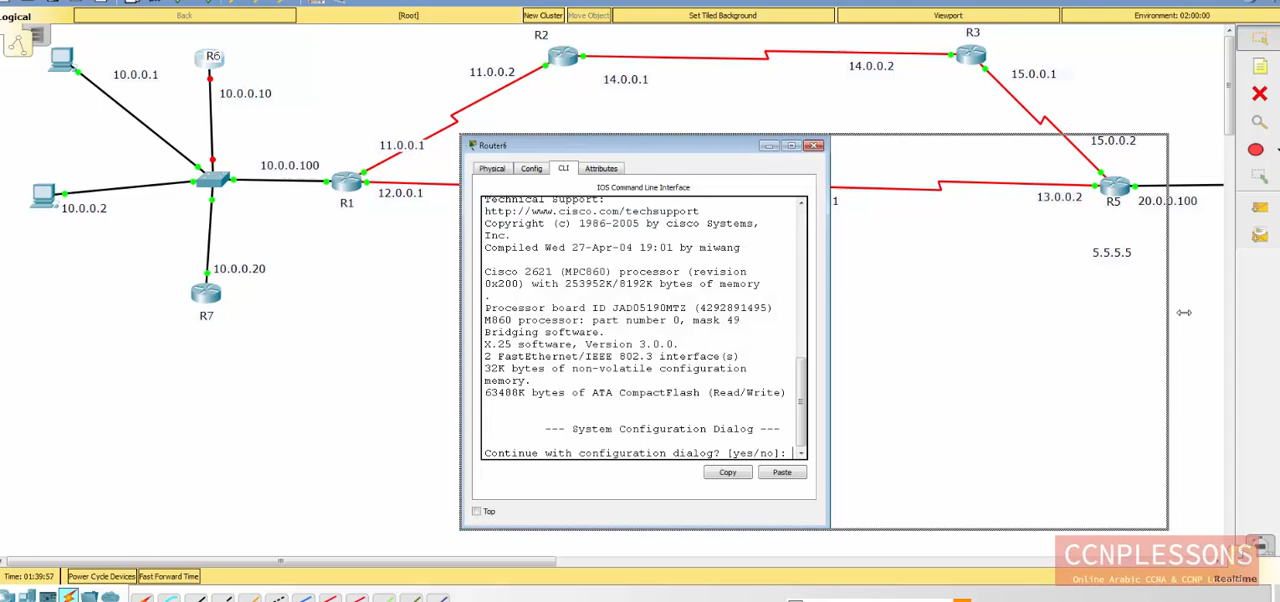 Logical
Back
[Root]
New Cluster
Move Object
Set Tiled Background
Viewport
Environment: 02:00:00
R2
R3
R6
10.0.0.1
11.0.0.2
14.0.0.1
14.0.0.2
15.0.0.1
10.0.0.10
11.0.0.1
15.0.0.2
10.0.0.100
R1
12.0.0.1
1
13.0.0.2
R5
20.0.0.100
10.0.0.2
5.5.5.5
10.0.0.20
R7
Router6
Physical
Config
CLI
Attributes
IOS Command Line Interface
Technical Support:
http://www.cisco.com/techsupport
Copyright (c) 1986-2005 by cisco Systems,
Inc.
Compiled Wed 27-Apr-04 19:01 by miwang
Cisco 2621 (MPC860) processor (revision
0x200) with 253952K/8192K bytes of memory
.
Processor board ID JAD05190MTZ (4292891495)
M860 processor: part number 0, mask 49
Bridging software.
X.25 software, Version 3.0.0.
2 FastEthernet/IEEE 802.3 interface(s)
32K bytes of non-volatile configuration
memory.
63488K bytes of ATA CompactFlash (Read/Write)
--- System Configuration Dialog ---
Continue with configuration dialog? [yes/no]:
Copy
Paste
Top
CCNPLESSONS
Online Arabic CCNA & CCNP
Realtime
Time: 01:39:57
Power Cycle Devices
Fast Forward Time